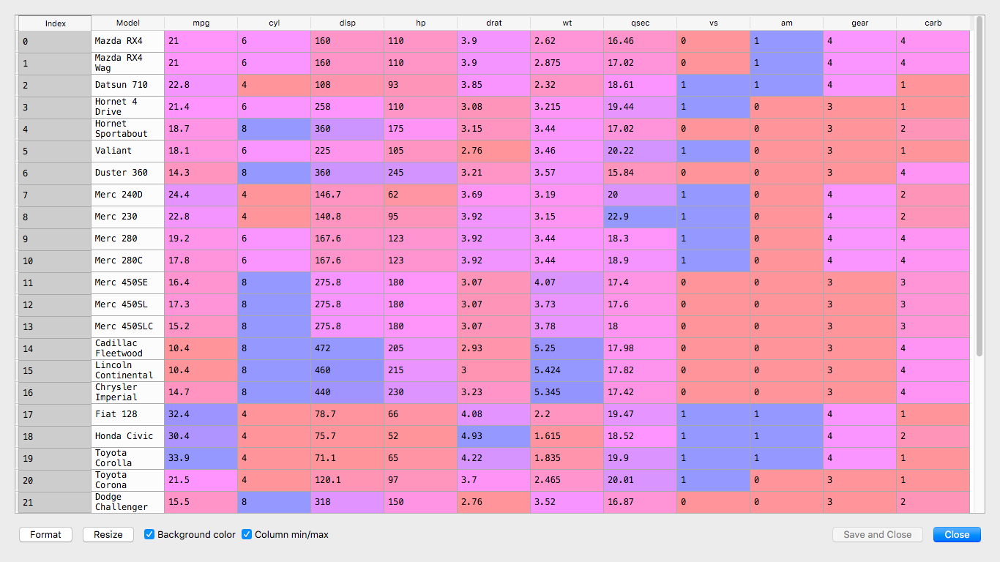 Index Model mpg cyl disp hp drat wt qsec vs am gear carb
0 Mazda RX4 21 6 160 110 3.9 2.62 16.46 0 1 4 4
1 Mazda RX4 Wag 21 6 160 110 3.9 2.875 17.02 0 1 4 4
2 Datsun 710 22.8 4 108 93 3.85 2.32 18.61 1 1 4 1
3 Hornet 4 Drive 21.4 6 258 110 3.08 3.215 19.44 1 0 3 1
4 Hornet Sportabout 18.7 8 360 175 3.15 3.44 17.02 0 0 3 2
5 Valiant 18.1 6 225 105 2.76 3.46 20.22 1 0 3 1
6 Duster 360 14.3 8 360 245 3.21 3.57 15.84 0 0 3 4
7 Merc 240D 24.4 4 146.7 62 3.69 3.19 20 1 0 4 2
8 Merc 230 22.8 4 140.8 95 3.92 3.15 22.9 1 0 4 2
9 Merc 280 19.2 6 167.6 123 3.92 3.44 18.3 1 0 4 4
10 Merc 280C 17.8 6 167.6 123 3.92 3.44 18.9 1 0 4 4
11 Merc 450SE 16.4 8 275.8 180 3.07 4.07 17.4 0 0 3 3
12 Merc 450SL 17.3 8 275.8 180 3.07 3.73 17.6 0 0 3 3
13 Merc 450SLC 15.2 8 275.8 180 3.07 3.78 18 0 0 3 3
14 Cadillac Fleetwood 10.4 8 472 205 2.93 5.25 17.98 0 0 3 4
15 Lincoln Continental 10.4 8 460 215 3 5.424 17.82 0 0 3 4
16 Chrysler Imperial 14.7 8 440 230 3.23 5.345 17.42 0 0 3 4
17 Fiat 128 32.4 4 78.7 66 4.08 2.2 19.47 1 1 4 1
18 Honda Civic 30.4 4 75.7 52 4.93 1.615 18.52 1 1 4 2
19 Toyota Corolla 33.9 4 71.1 65 4.22 1.835 19.9 1 1 4 1
20 Toyota Corona 21.5 4 120.1 97 3.7 2.465 20.01 1 0 3 1
21 Dodge Challenger 15.5 8 318 150 2.76 3.52 16.87 0 0 3 2
Format Resize Background color Column min/max Save and Close Close